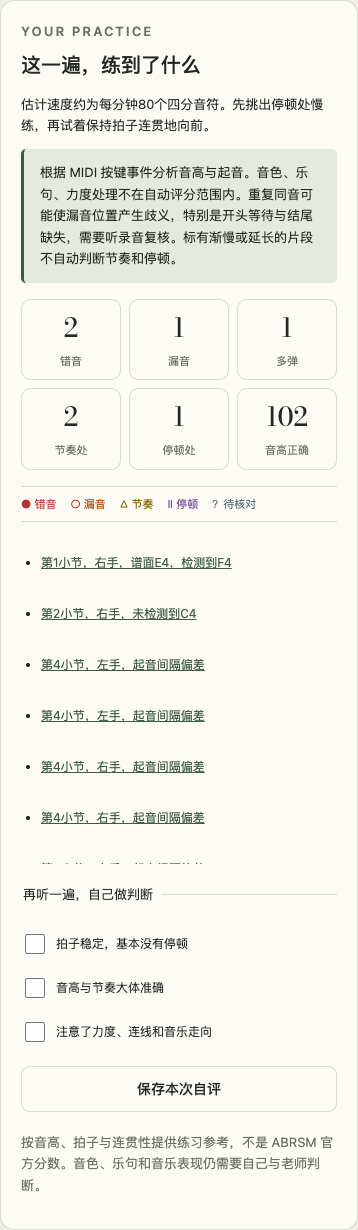 YOUR PRACTICE
这一遍，练到了什么
估计速度约为每分钟80个四分音符。先挑出停顿处慢
练，再试着保持拍子连贯地向前。
根据 MIDI 按键事件分析音高与起音。音色、乐
句、力度处理不在自动评分范围内。重复同音可
能使漏音位置产生歧义，特别是开头等待与结尾
缺失，需要听录音复核。标有渐慢或延长的片段
不自动判断节奏和停顿。
2 1 1
错音 漏音 多弹
2 1 102
节奏处 停顿处 音高正确
错音 漏音 节奏 停顿 ? 待核对
第1小节，右手，谱面E4，检测到F4
第2小节，右手，未检测到C4
第4小节，左手，起音间隔偏差
第4小节，左手，起音间隔偏差
第4小节，右手，起音间隔偏差
第4小节，右手，起音间隔偏差
再听一遍，自己做判断
拍子稳定，基本没有停顿
音高与节奏大体准确
注意了力度、连线和音乐走向
保存本次自评
按音高、拍子与连贯性提供练习参考，不是 ABRSM 官
方分数。音色、乐句和音乐表现仍需要自己与老师判
断。